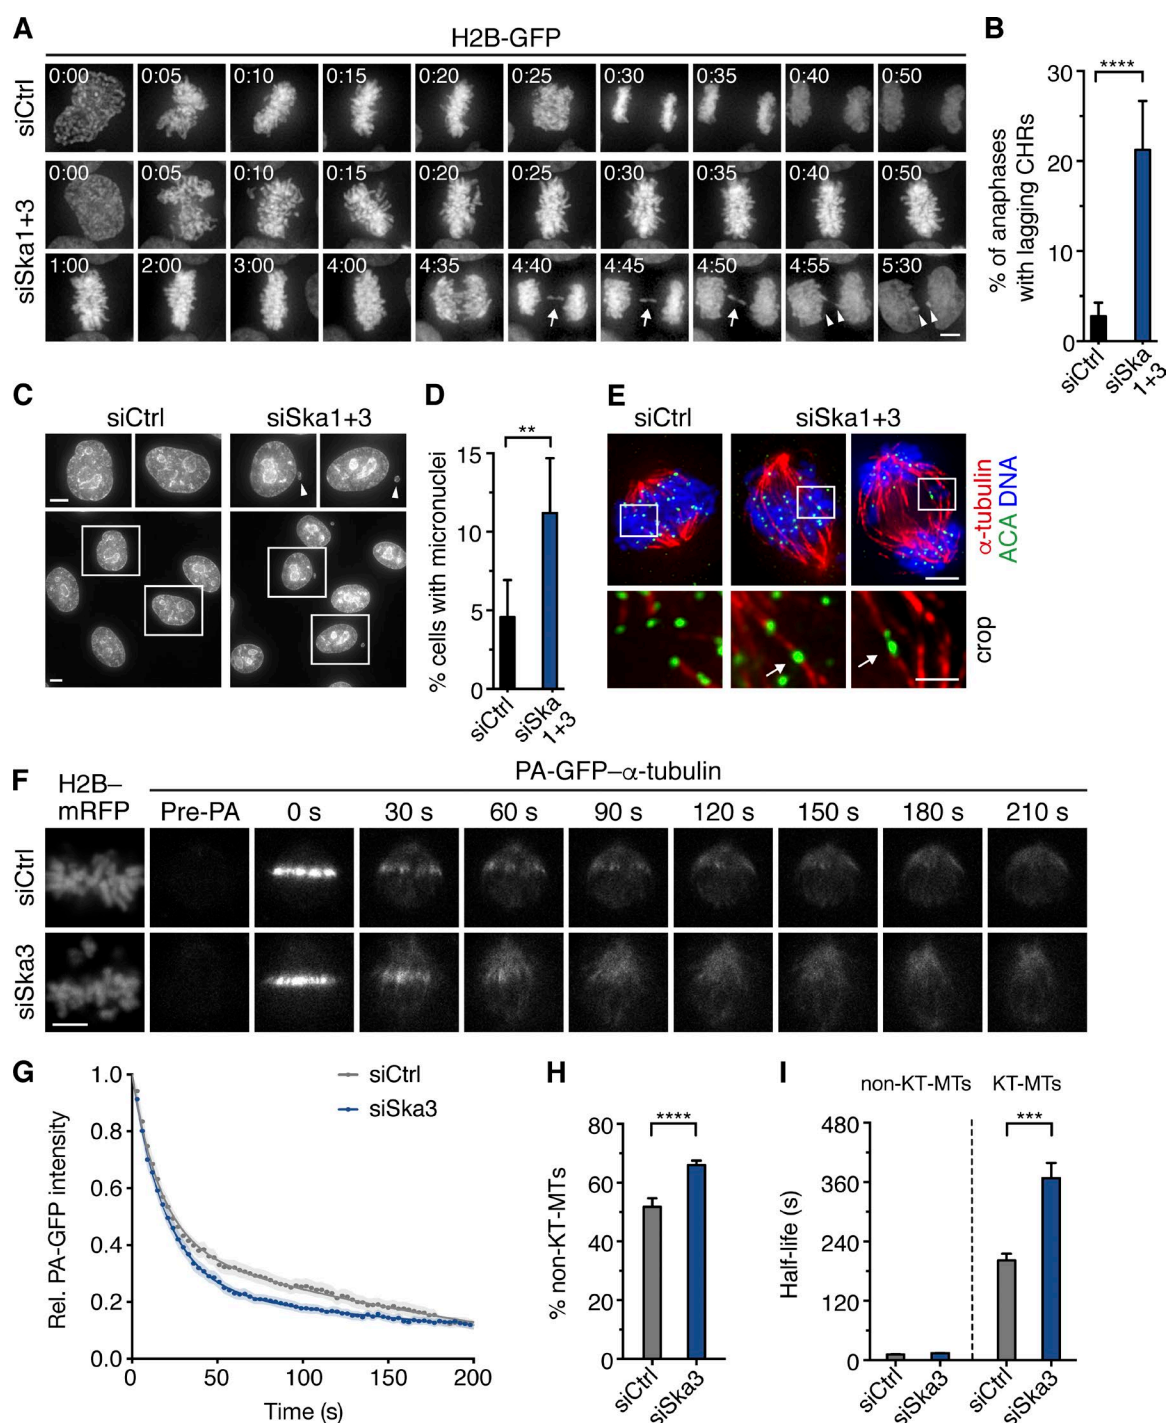 A
H2B-GFP
siCtrl
0:00 0:05 0:10 0:15 0:20 0:25 0:30 0:35 0:40 0:50
siSka1+3
0:00 0:05 0:10 0:15 0:20 0:25 0:30 0:35 0:40 0:50
1:00 2:00 3:00 4:00 4:35 4:40 4:45 4:50 4:55 5:30
B
% of anaphases
with lagging CHRs
30
20
10
0
****
siCtrl
siSka
1+3
C
siCtrl siSka1+3
D
% cells with micronuclei
15
10
5
0
**
siCtrl
siSka
1+3
E
siCtrl siSka1+3
α-tubulin
ACA DNA
crop
F
H2B–
mRFP
PA-GFP–α-tubulin
Pre-PA 0 s 30 s 60 s 90 s 120 s 150 s 180 s 210 s
siCtrl
siSka3
G
Rel. PA-GFP intensity
1.0
0.8
0.6
0.4
0.2
0.0
siCtrl
siSka3
0 50 100 150 200
Time (s)
H
% non-KT-MTs
80
60
40
20
0
****
siCtrl
siSka3
I
non-KT-MTs KT-MTs
Half-life (s)
480
360
240
120
0
***
siCtrl
siSka3
siCtrl
siSka3